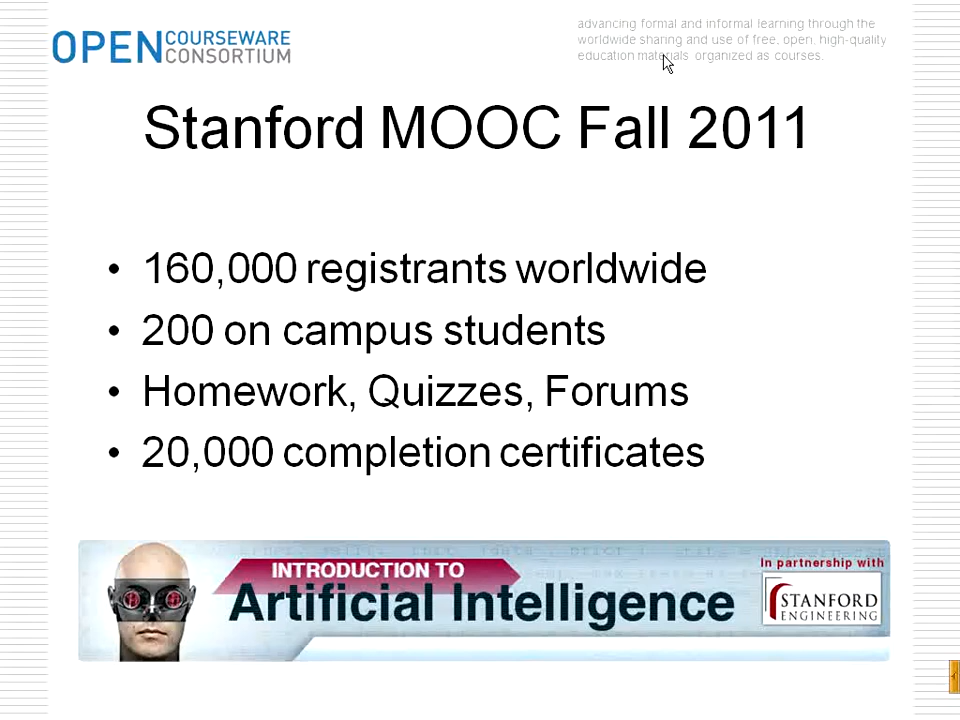 OPEN COURSEWARE CONSORTIUM
advancing formal and informal learning through the
worldwide sharing and use of free, open, high-quality
education materials organized as courses.
Stanford MOOC Fall 2011
• 160,000 registrants worldwide
• 200 on campus students
• Homework, Quizzes, Forums
• 20,000 completion certificates
INTRODUCTION TO
Artificial Intelligence
In partnership with
STANFORD
ENGINEERING